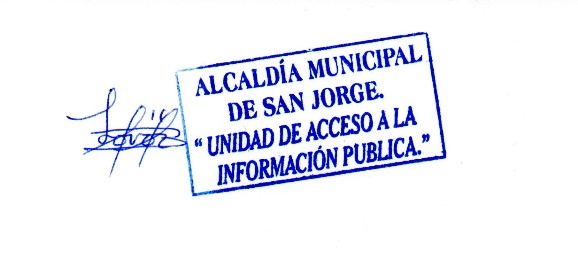 ALCALDÍA MUNICIPAL
DE SAN JORGE.
“UNIDAD DE ACCESO A LA
INFORMACIÓN PUBLICA.”